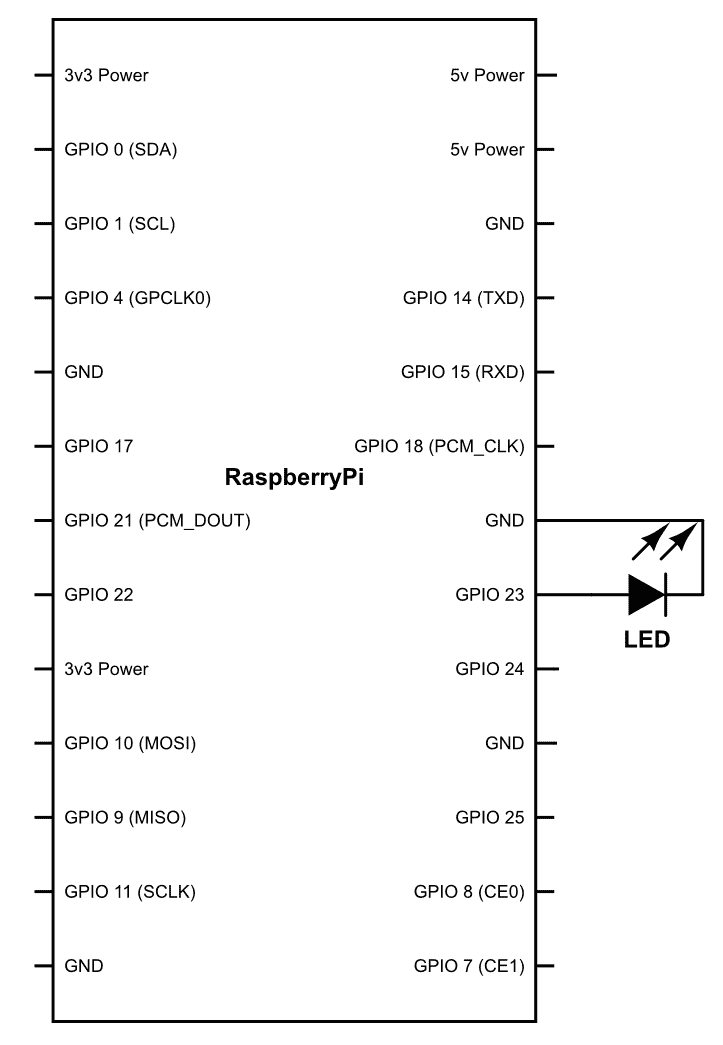 3v3 Power
5v Power
GPIO 0 (SDA)
5v Power
GPIO 1 (SCL)
GND
GPIO 4 (GPCLK0)
GPIO 14 (TXD)
GND
GPIO 15 (RXD)
GPIO 17
GPIO 18 (PCM_CLK)
RaspberryPi
GPIO 21 (PCM_DOUT)
GND
GPIO 22
GPIO 23
LED
3v3 Power
GPIO 24
GPIO 10 (MOSI)
GND
GPIO 9 (MISO)
GPIO 25
GPIO 11 (SCLK)
GPIO 8 (CE0)
GND
GPIO 7 (CE1)